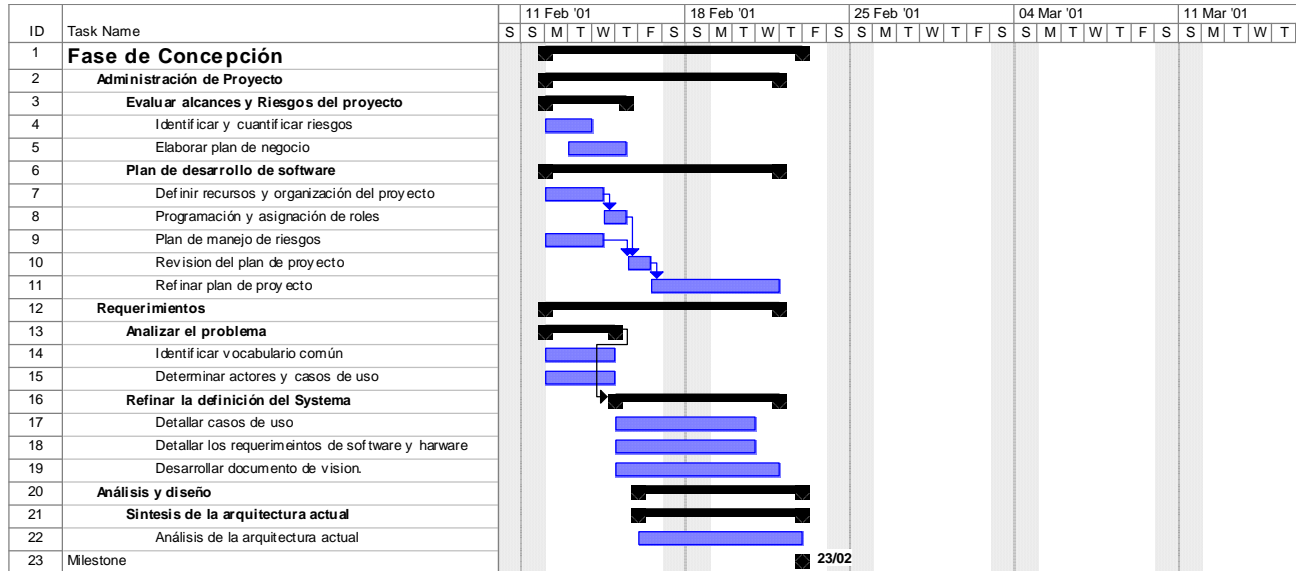 11 Feb '01 18 Feb '01 25 Feb '01 04 Mar '01 11 Mar '01
ID Task Name S S M T W T F S S M T W T F S S M T W T F S S M T W T F S S M T W T
1 Fase de Concepción
2 Administración de Proyecto
3 Evaluar alcances y Riesgos del proyecto
4 Identificar y cuantificar riesgos
5 Elaborar plan de negocio
6 Plan de desarrollo de software
7 Definir recursos y organización del proyecto
8 Programación y asignación de roles
9 Plan de manejo de riesgos
10 Revision del plan de proyecto
11 Refinar plan de proyecto
12 Requerimientos
13 Analizar el problema
14 Identificar vocabulario común
15 Determinar actores y casos de uso
16 Refinar la definición del Systema
17 Detallar casos de uso
18 Detallar los requerimeintos de software y harware
19 Desarrollar documento de vision.
20 Análisis y diseño
21 Sintesis de la arquitectura actual
22 Análisis de la arquitectura actual
23 Milestone 23/02